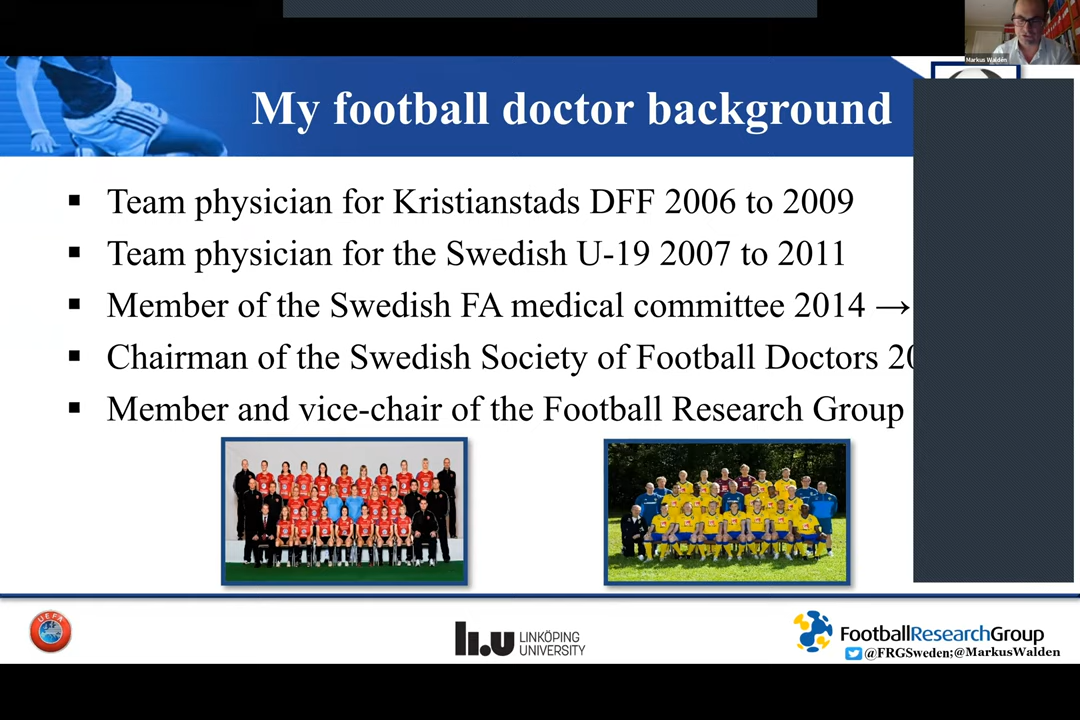 Markus Waldén
My football doctor background
▪ Team physician for Kristianstads DFF 2006 to 2009
▪ Team physician for the Swedish U-19 2007 to 2011
▪ Member of the Swedish FA medical committee 2014 →
▪ Chairman of the Swedish Society of Football Doctors
▪ Member and vice-chair of the Football Research Group
UEFA
li.u LINKÖPING
UNIVERSITY
FootballResearchGroup
@FRGSweden;@MarkusWalden